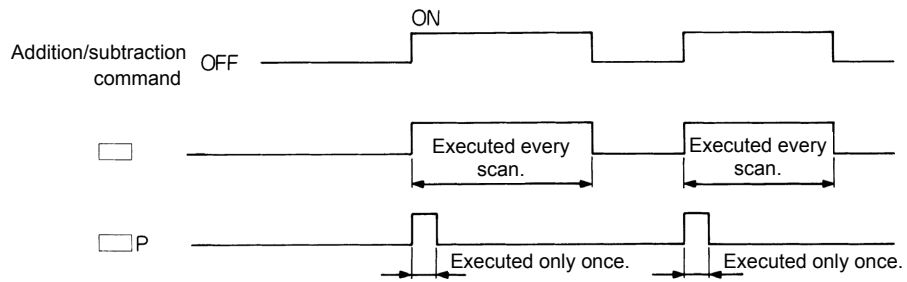 ON
Addition/subtraction
command
OFF
Executed every
scan.
Executed every
scan.
P
Executed only once.
Executed only once.